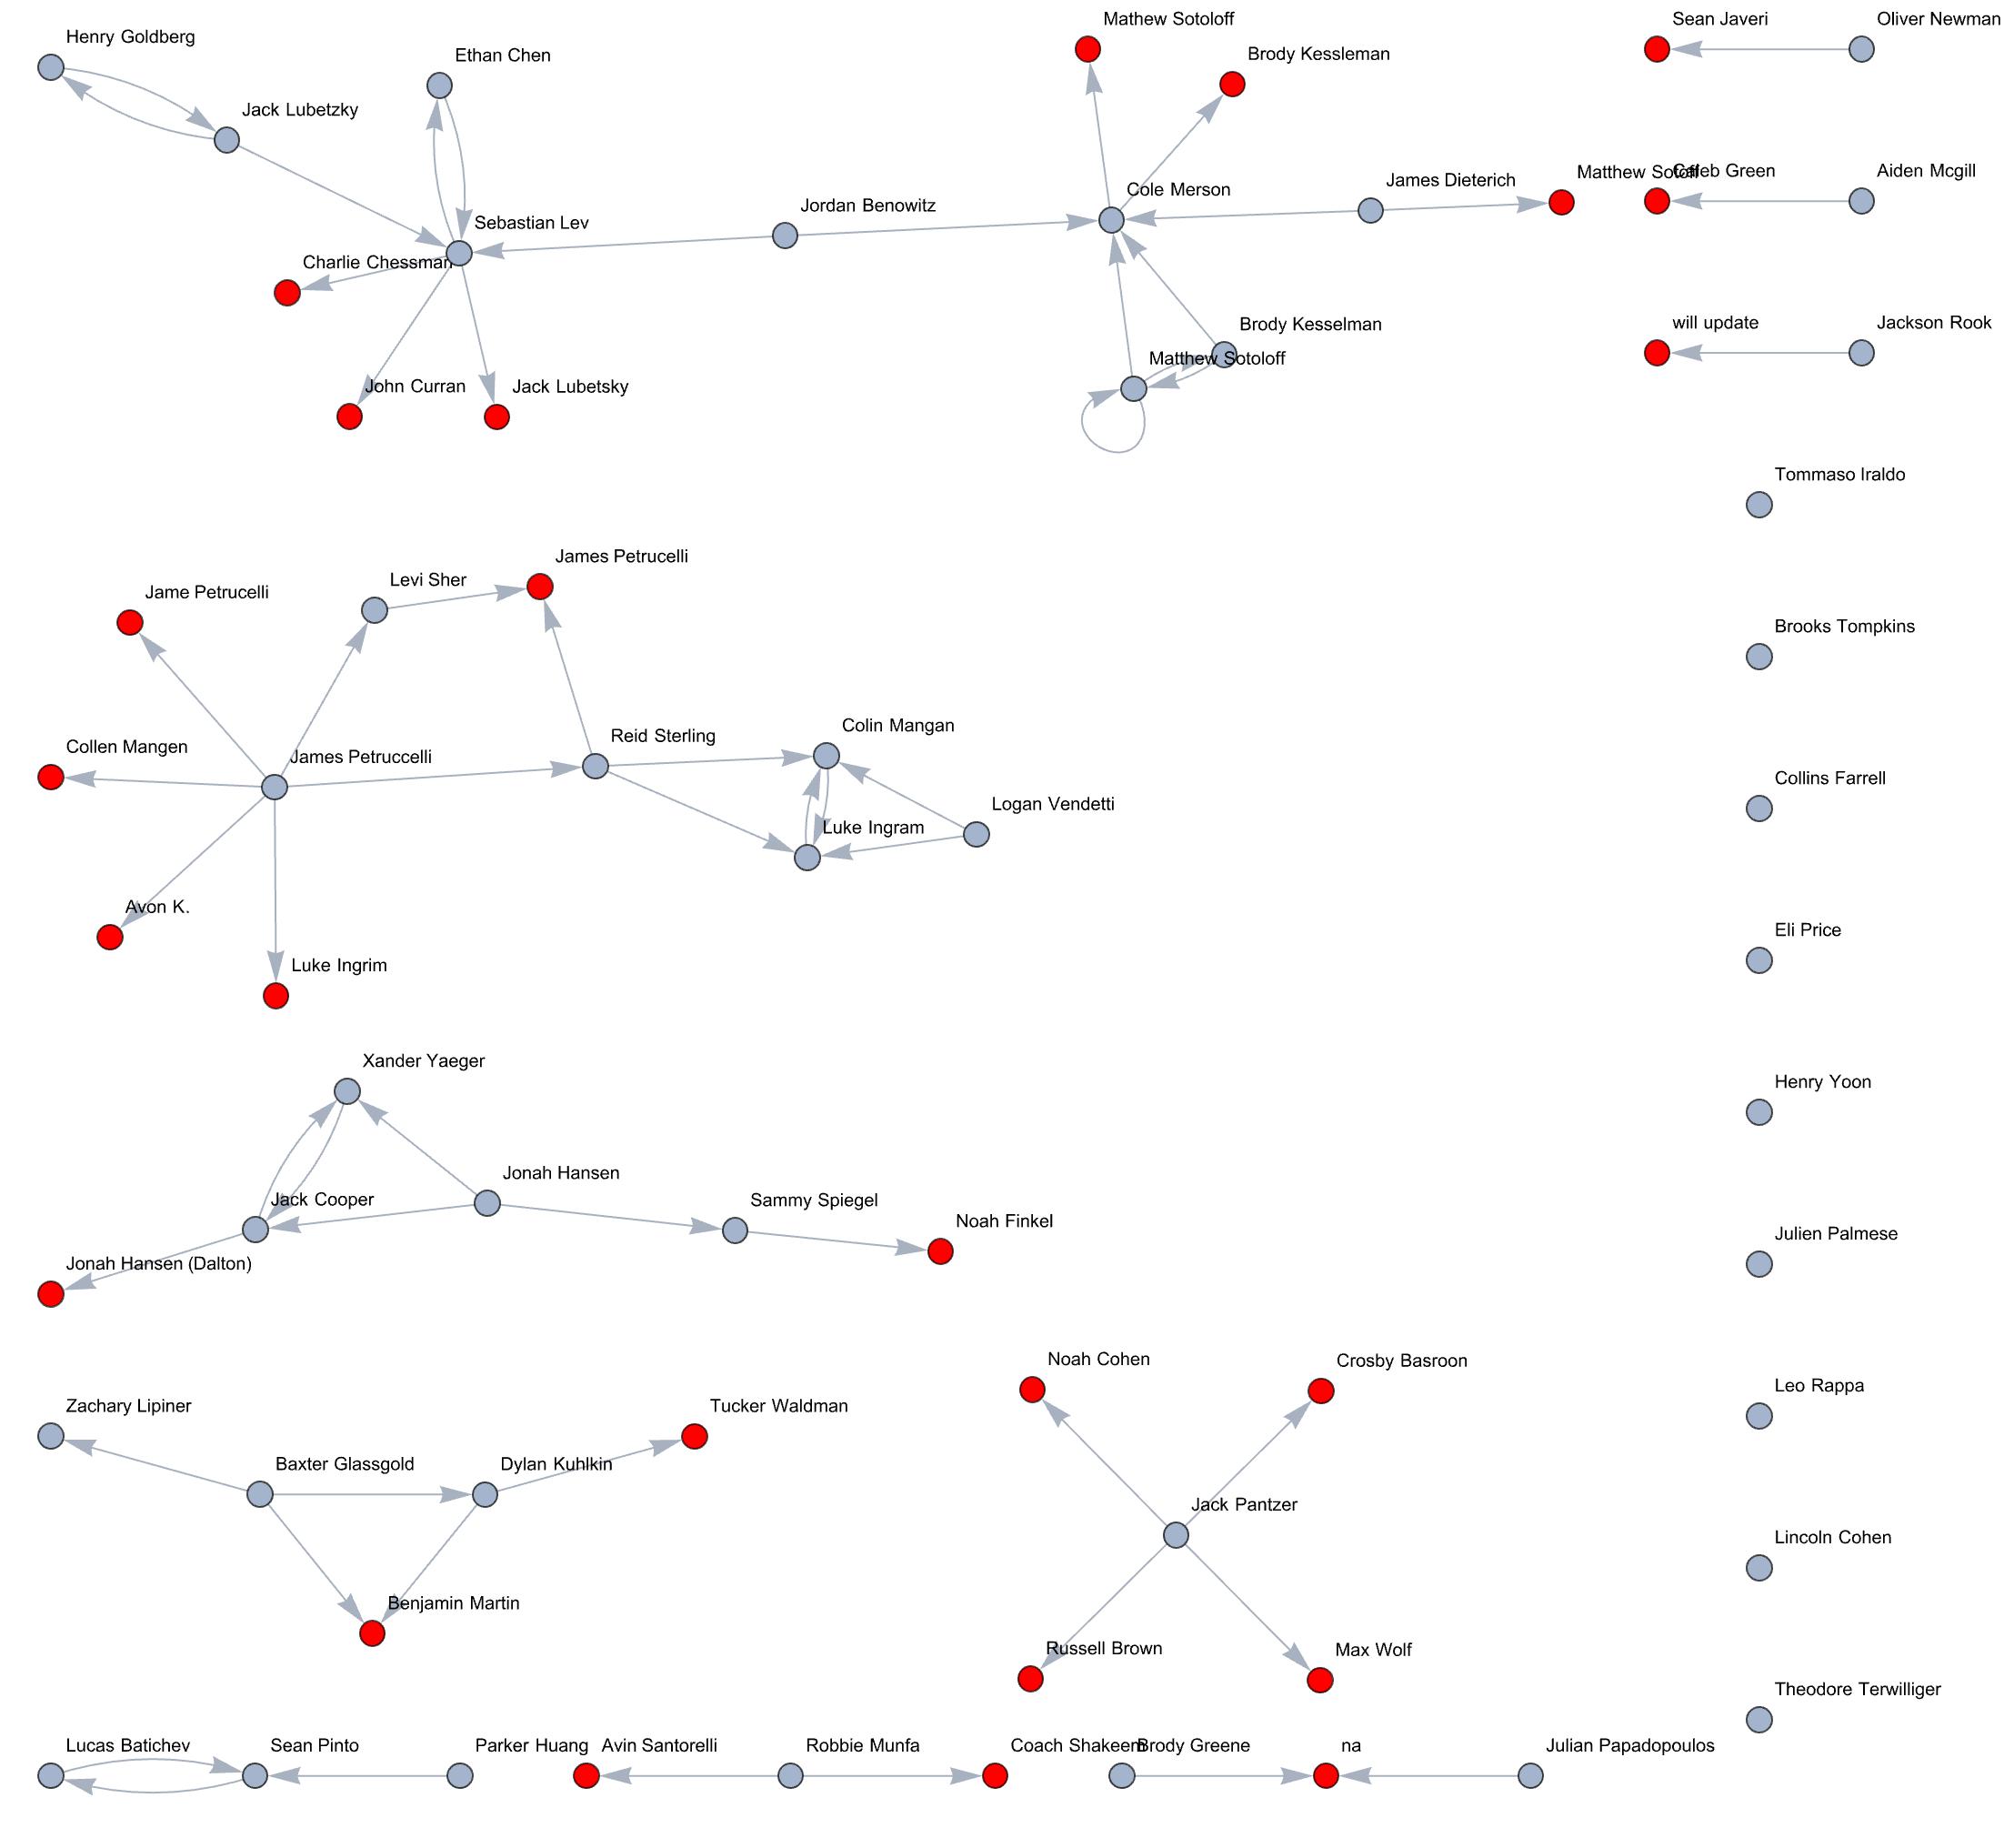 Henry Goldberg
Ethan Chen
Jack Lubetzky
Mathew Sotoloff
Brody Kessleman
Sean Javeri
Oliver Newman
Sebastian Lev
Jordan Benowitz
Cole Merson
James Dieterich
Matthew Sotoff
Caleb Green
Aiden Mcgill
Charlie Chessman
John Curran
Jack Lubetsky
Brody Kesselman
Matthew Sotoloff
will update
Jackson Rook
Tommaso Iraldo
James Petrucelli
Levi Sher
Jame Petrucelli
Brooks Tompkins
Collen Mangen
James Petruccelli
Reid Sterling
Colin Mangan
Logan Vendetti
Luke Ingram
Collins Farrell
Avon K.
Luke Ingrim
Eli Price
Xander Yaeger
Henry Yoon
Jack Cooper
Jonah Hansen
Sammy Spiegel
Noah Finkel
Jonah Hansen (Dalton)
Julien Palmese
Noah Cohen
Crosby Basroon
Leo Rappa
Zachary Lipiner
Tucker Waldman
Baxter Glassgold
Dylan Kuhlkin
Jack Pantzer
Lincoln Cohen
Benjamin Martin
Russell Brown
Max Wolf
Theodore Terwilliger
Lucas Batichev
Sean Pinto
Parker Huang
Avin Santorelli
Robbie Munfa
Coach Shakeem
Brody Greene
na
Julian Papadopoulos